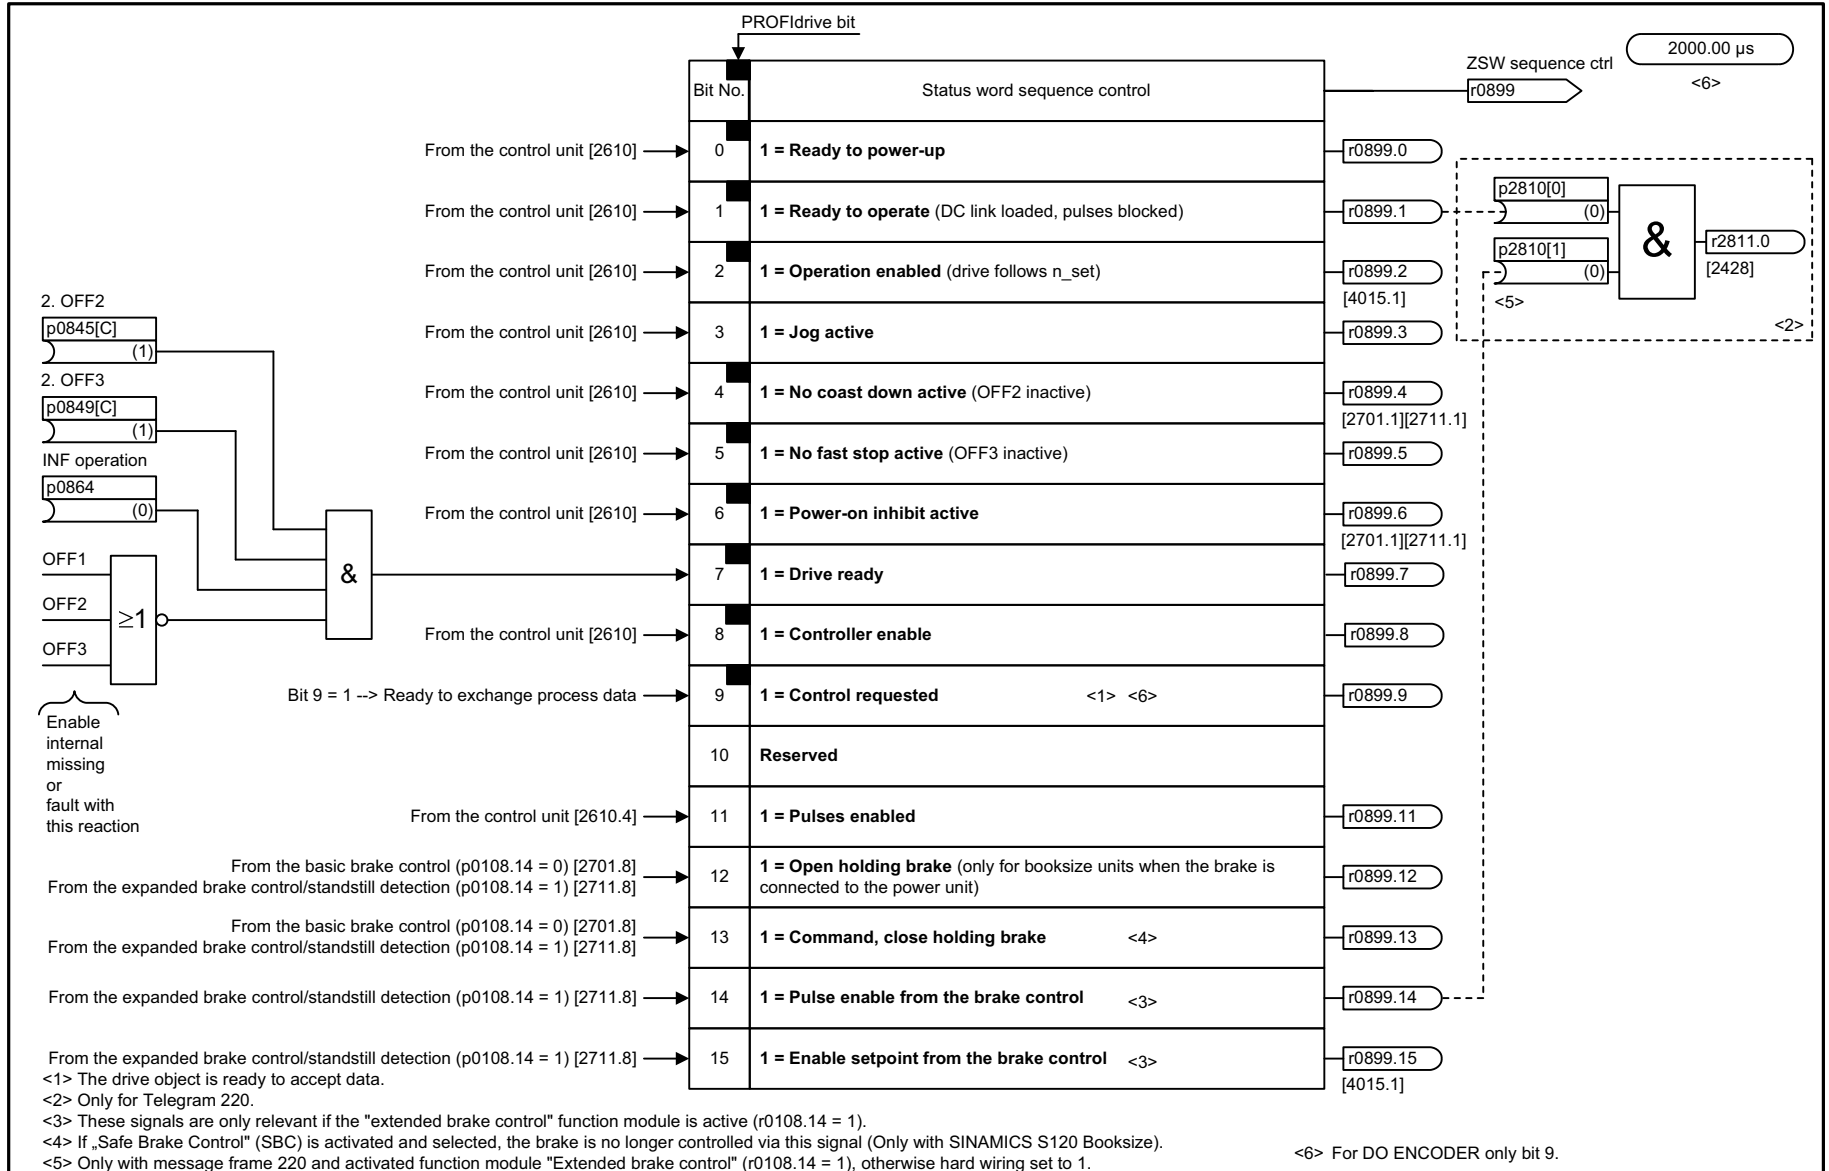 PROFIdrive bit
2000.00 µs
<6>
ZSW sequence ctrl
r0899
Bit No.
Status word sequence control
From the control unit [2610]
0
1 = Ready to power-up
r0899.0
From the control unit [2610]
1
1 = Ready to operate (DC link loaded, pulses blocked)
r0899.1
p2810[0]
(0)
p2810[1]
(0)
<5>
&
r2811.0
[2428]
<2>
From the control unit [2610]
2
1 = Operation enabled (drive follows n_set)
r0899.2
[4015.1]
From the control unit [2610]
3
1 = Jog active
r0899.3
From the control unit [2610]
4
1 = No coast down active (OFF2 inactive)
r0899.4
[2701.1][2711.1]
From the control unit [2610]
5
1 = No fast stop active (OFF3 inactive)
r0899.5
From the control unit [2610]
6
1 = Power-on inhibit active
r0899.6
[2701.1][2711.1]
2. OFF2
p0845[C]
(1)
2. OFF3
p0849[C]
(1)
INF operation
p0864
(0)
OFF1
OFF2
OFF3
≥1
&
Enable
internal
missing
or
fault with
this reaction
7
1 = Drive ready
r0899.7
From the control unit [2610]
8
1 = Controller enable
r0899.8
Bit 9 = 1 --> Ready to exchange process data
9
1 = Control requested <1> <6>
r0899.9
10
Reserved
From the control unit [2610.4]
11
1 = Pulses enabled
r0899.11
From the basic brake control (p0108.14 = 0) [2701.8]
From the expanded brake control/standstill detection (p0108.14 = 1) [2711.8]
12
1 = Open holding brake (only for booksize units when the brake is
connected to the power unit)
r0899.12
From the basic brake control (p0108.14 = 0) [2701.8]
From the expanded brake control/standstill detection (p0108.14 = 1) [2711.8]
13
1 = Command, close holding brake <4>
r0899.13
From the expanded brake control/standstill detection (p0108.14 = 1) [2711.8]
14
1 = Pulse enable from the brake control <3>
r0899.14
From the expanded brake control/standstill detection (p0108.14 = 1) [2711.8]
15
1 = Enable setpoint from the brake control <3>
r0899.15
[4015.1]
<1> The drive object is ready to accept data.
<2> Only for Telegram 220.
<3> These signals are only relevant if the "extended brake control" function module is active (r0108.14 = 1).
<4> If „Safe Brake Control" (SBC) is activated and selected, the brake is no longer controlled via this signal (Only with SINAMICS S120 Booksize).
<5> Only with message frame 220 and activated function module "Extended brake control" (r0108.14 = 1), otherwise hard wiring set to 1.
<6> For DO ENCODER only bit 9.